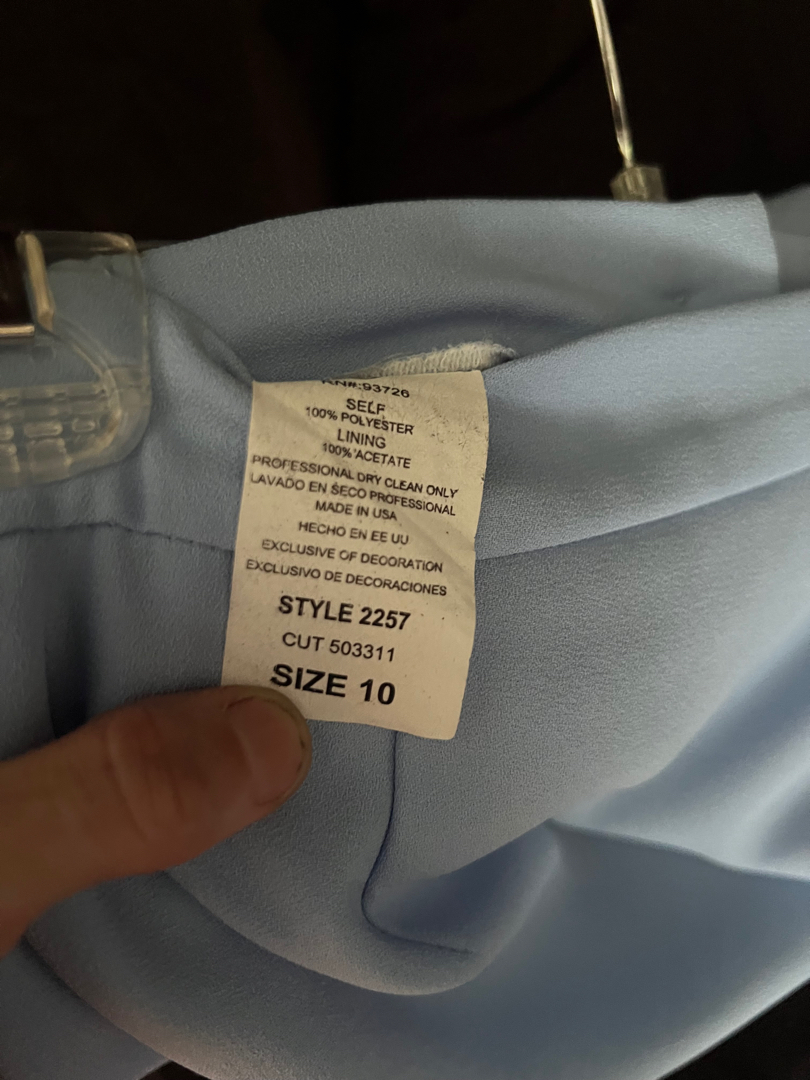 RN#:93726
SELF
100% POLYESTER
LINING
100% ACETATE
PROFESSIONAL DRY CLEAN ONLY
LAVADO EN SECO PROFESSIONAL
MADE IN USA
HECHO EN EE UU
EXCLUSIVE OF DECORATION
EXCLUSIVO DE DECORACIONES
STYLE 2257
CUT 503311
SIZE 10